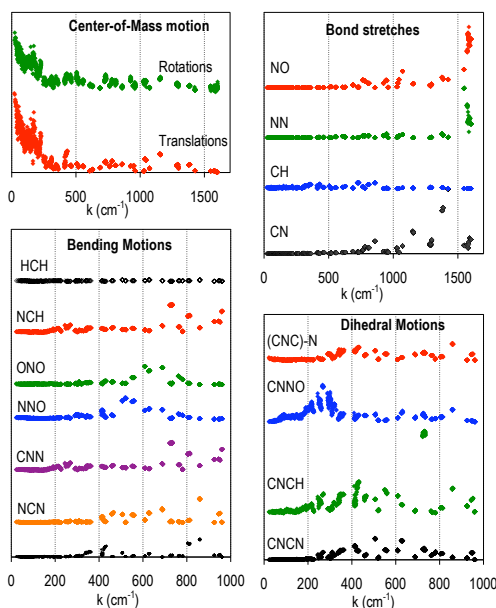 Center-of-Mass motion
Rotations
Translations
0 500 1000 1500
k (cm-1)
Bond stretches
NO
NN
CH
CN
0 500 1000 1500
k (cm-1)
Bending Motions
HCH
NCH
ONO
NNO
CNN
NCN
0 200 400 600 800 1000
k (cm-1)
Dihedral Motions
(CNC)-N
CNNO
CNCH
CNCN
0 200 400 600 800 1000
k (cm-1)